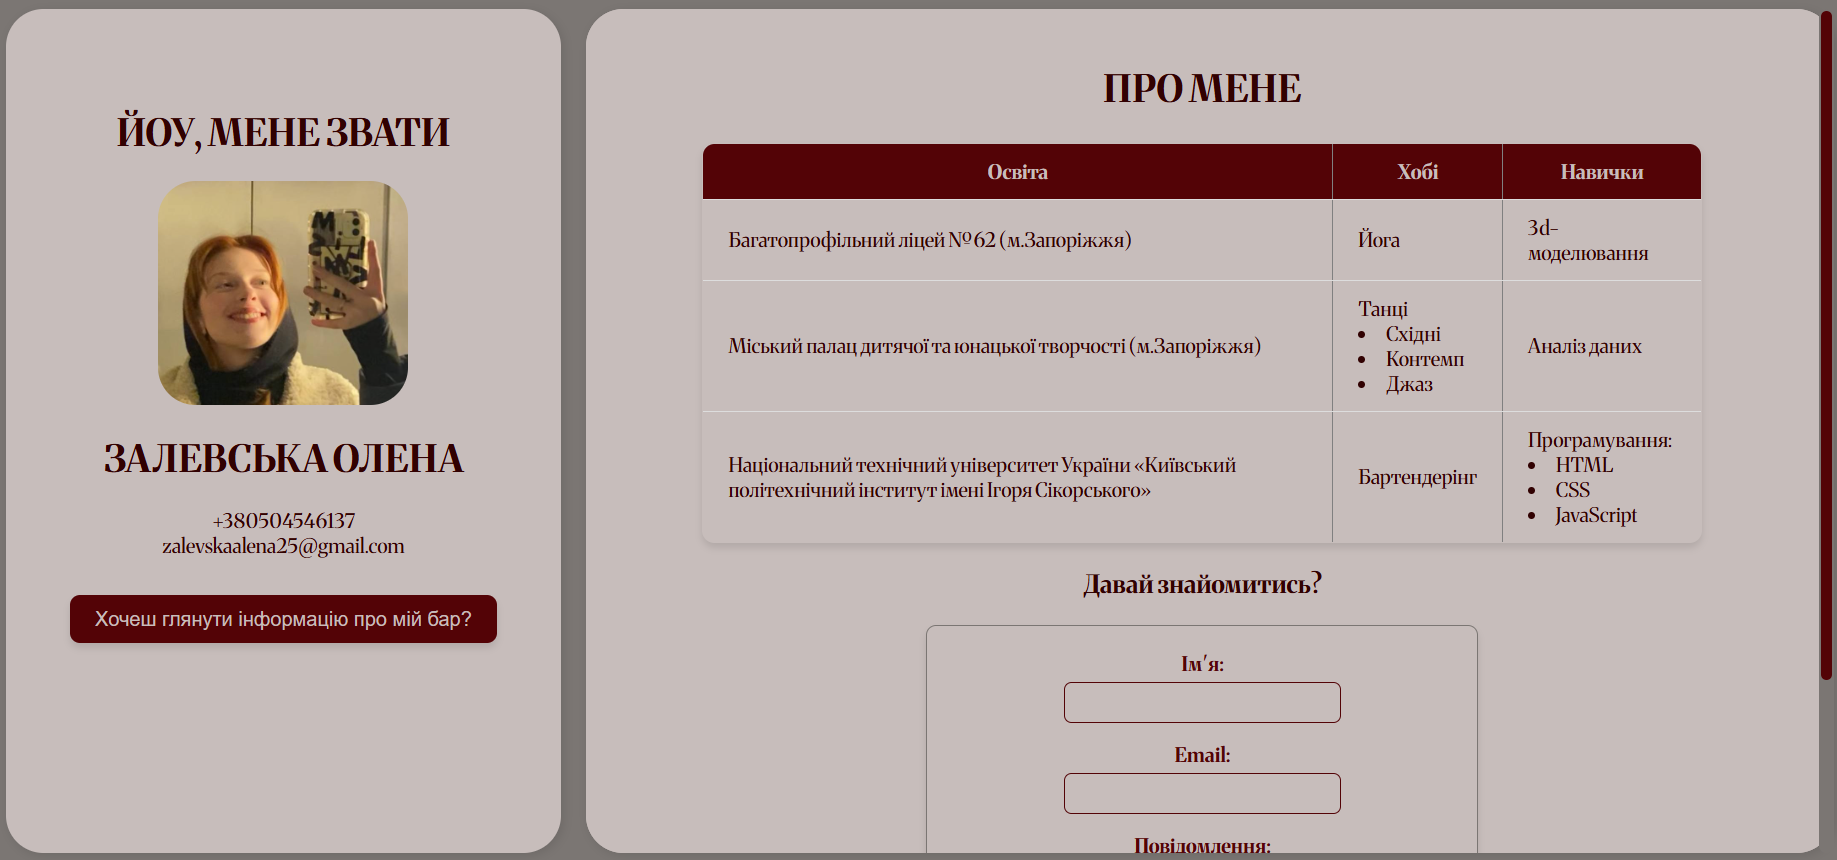 ЙОУ, МЕНЕ ЗВАТИ
ЗАЛЕВСЬКА ОЛЕНА
+380504546137
zalevskaalena25@gmail.com
Хочеш глянути інформацію про мій бар?
ПРО МЕНЕ
Освіта
Хобі
Навички
Багатопрофільний ліцей №62 (м.Запоріжжя)
Йога
3d-
моделювання
Міський палац дитячої та юнацької творчості (м.Запоріжжя)
Танці
• Східні
• Контемп
• Джаз
Аналіз даних
Національний технічний університет України «Київський
політехнічний інститут імені Ігоря Сікорського»
Бартендерінг
Програмування:
• HTML
• CSS
• JavaScript
Давай знайомитись?
Ім'я:
Email:
Повідомлення: